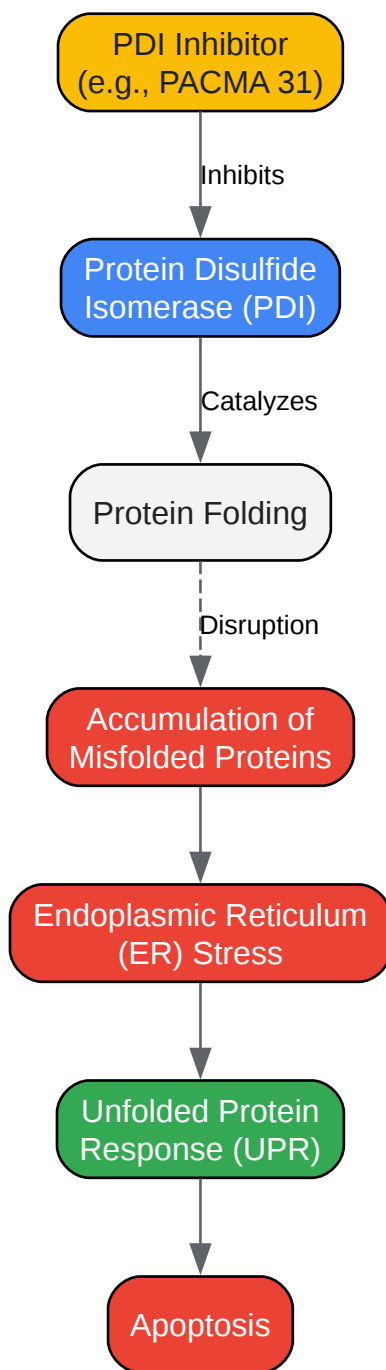 PDI Inhibitor
(e.g., PACMA 31)
Inhibits
Protein Disulfide
Isomerase (PDI)
Catalyzes
Protein Folding
Disruption
Accumulation of
Misfolded Proteins
Endoplasmic Reticulum
(ER) Stress
Unfolded Protein
Response (UPR)
Apoptosis